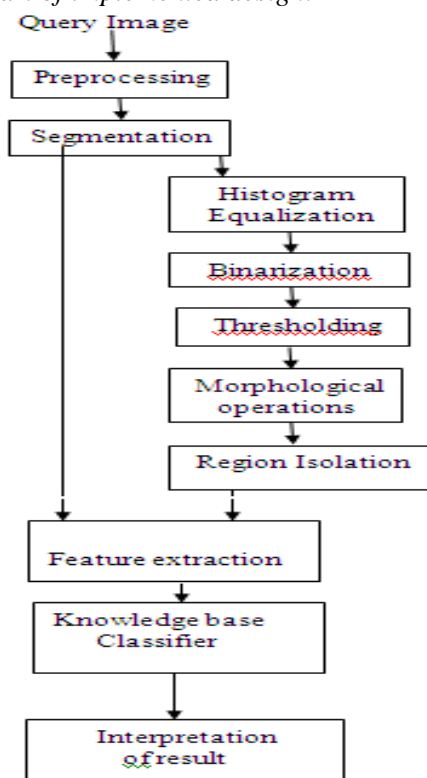 Query Image
Preprocessing
Segmentation
Histogram
Equalization
Binarization
Thresholding
Morphological
operations
Region Isolation
Feature extraction
Knowledge base
Classifier
Interpretation
of result